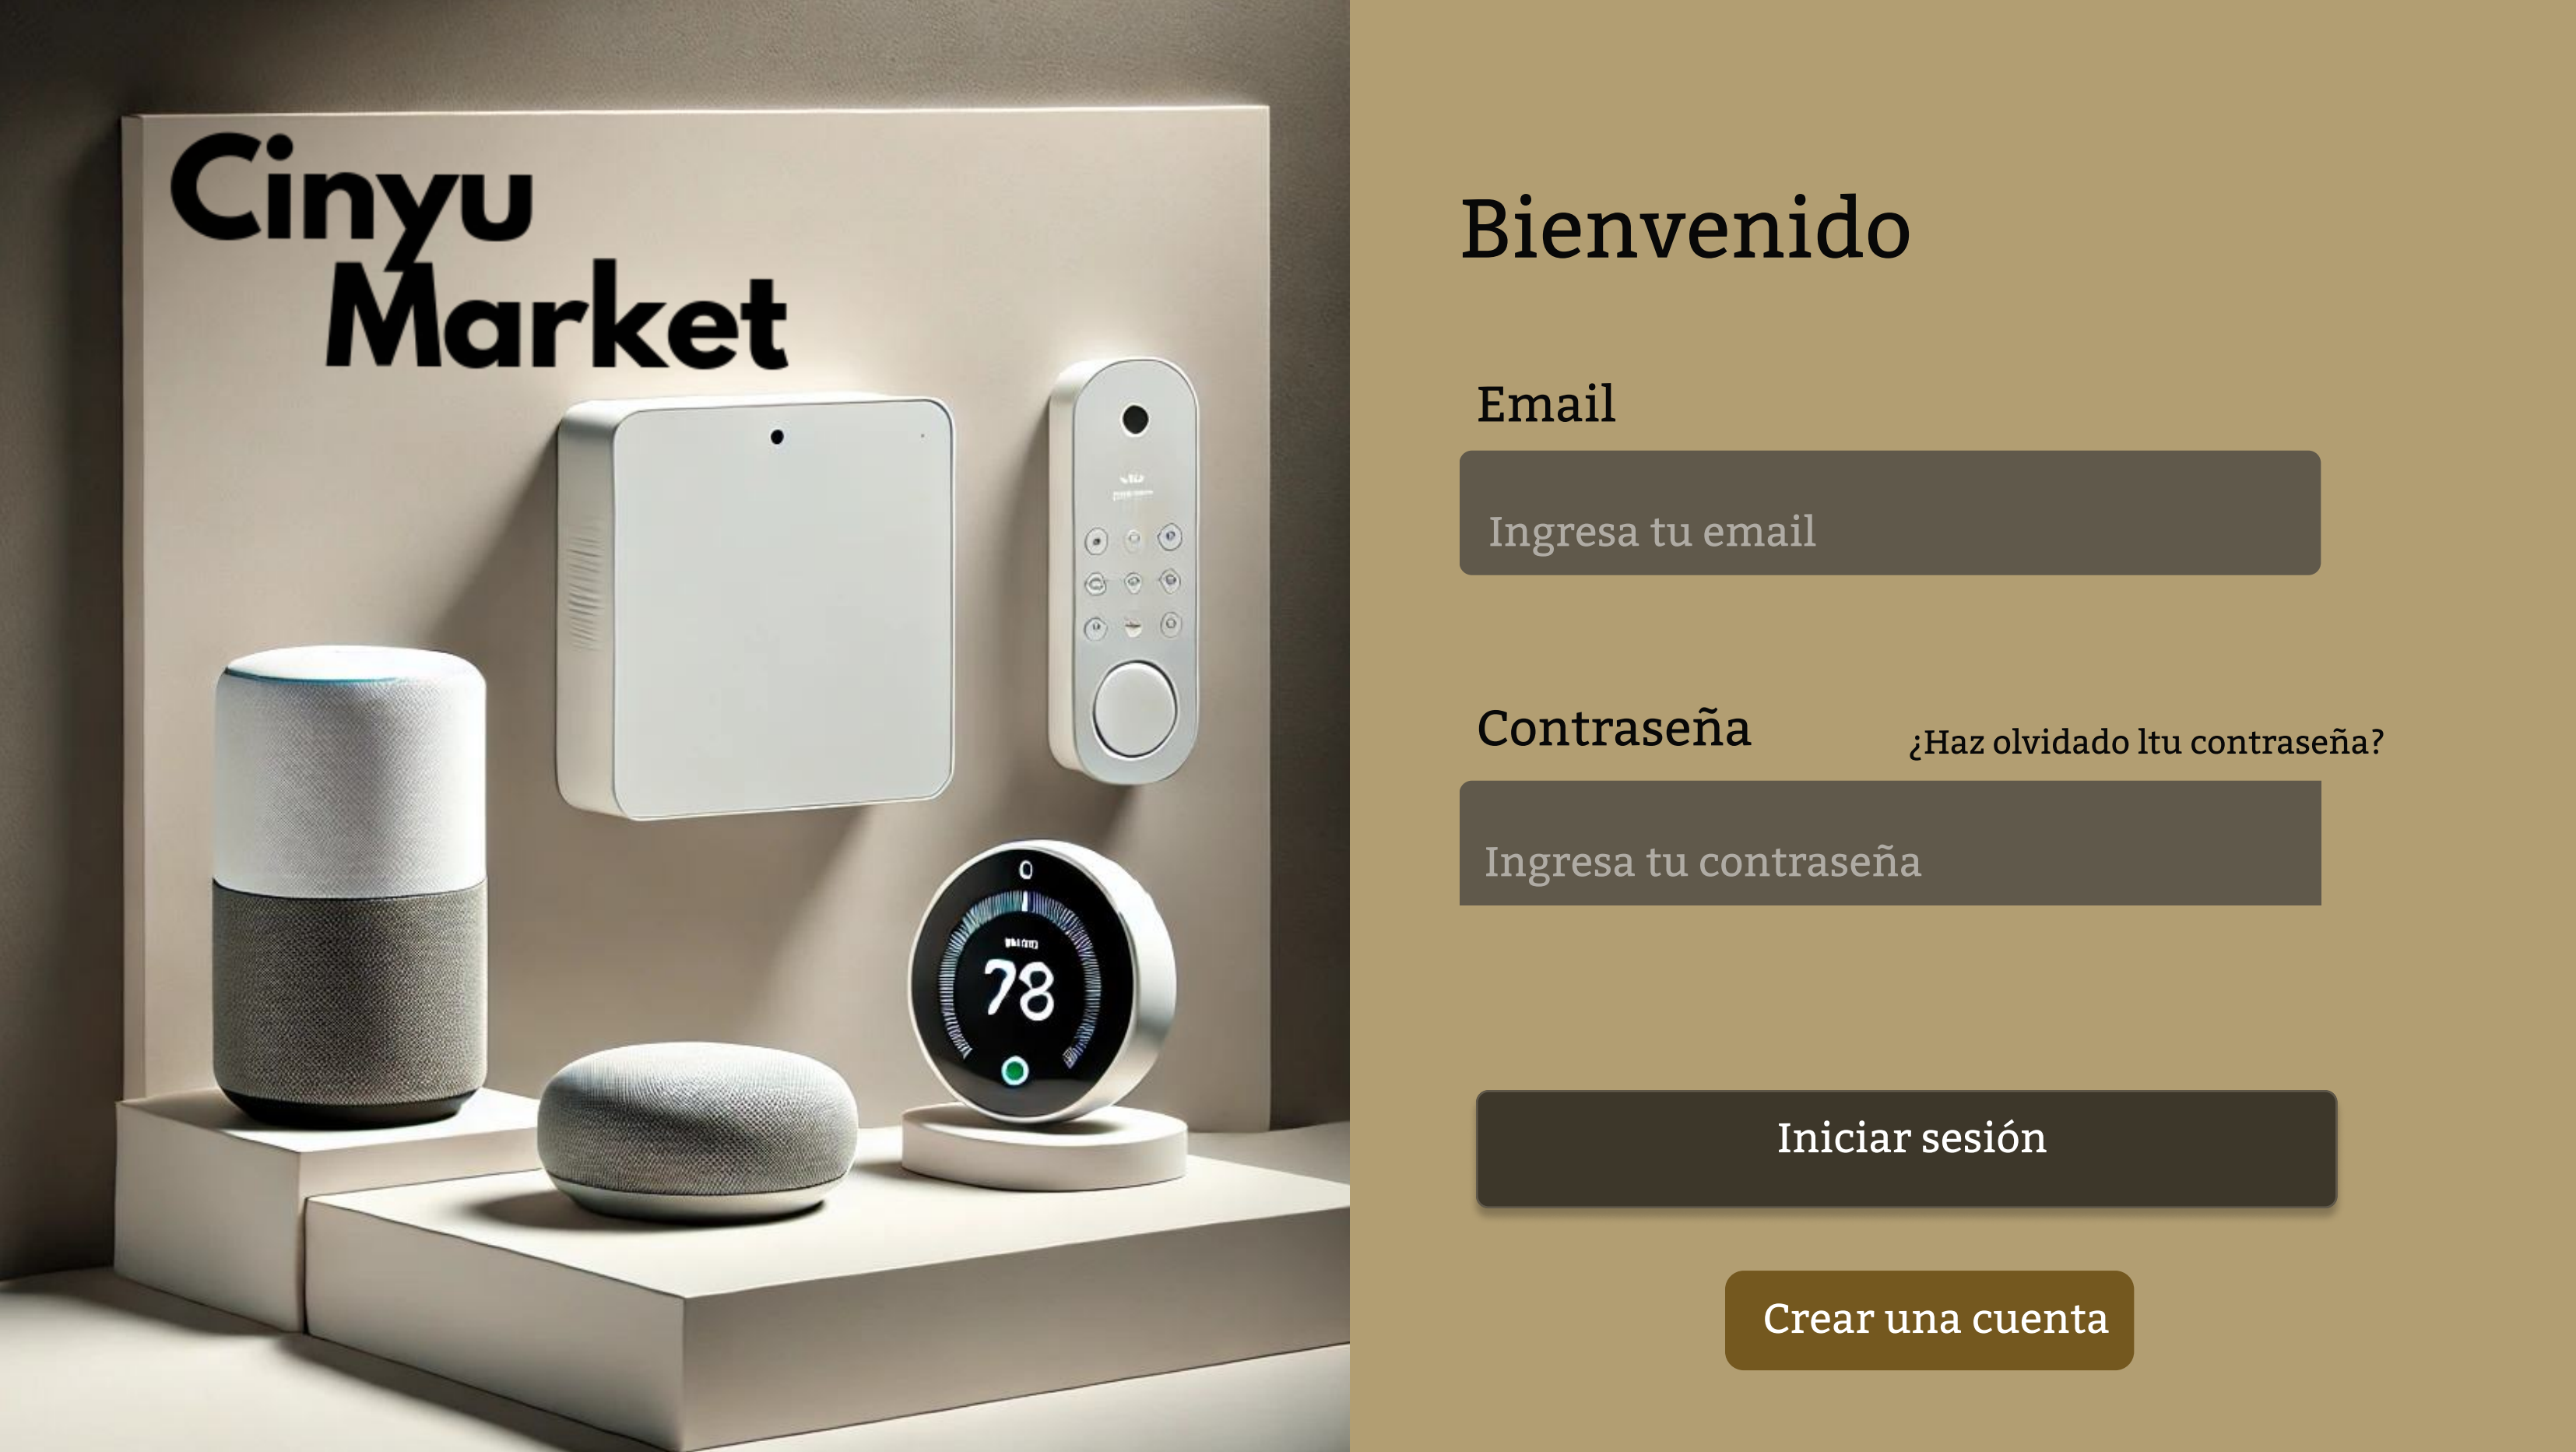 Cinyu
Market
Bienvenido
Email
Ingresa tu email
Contraseña
¿Haz olvidado ltu contraseña?
Ingresa tu contraseña
78
Iniciar sesión
Crear una cuenta